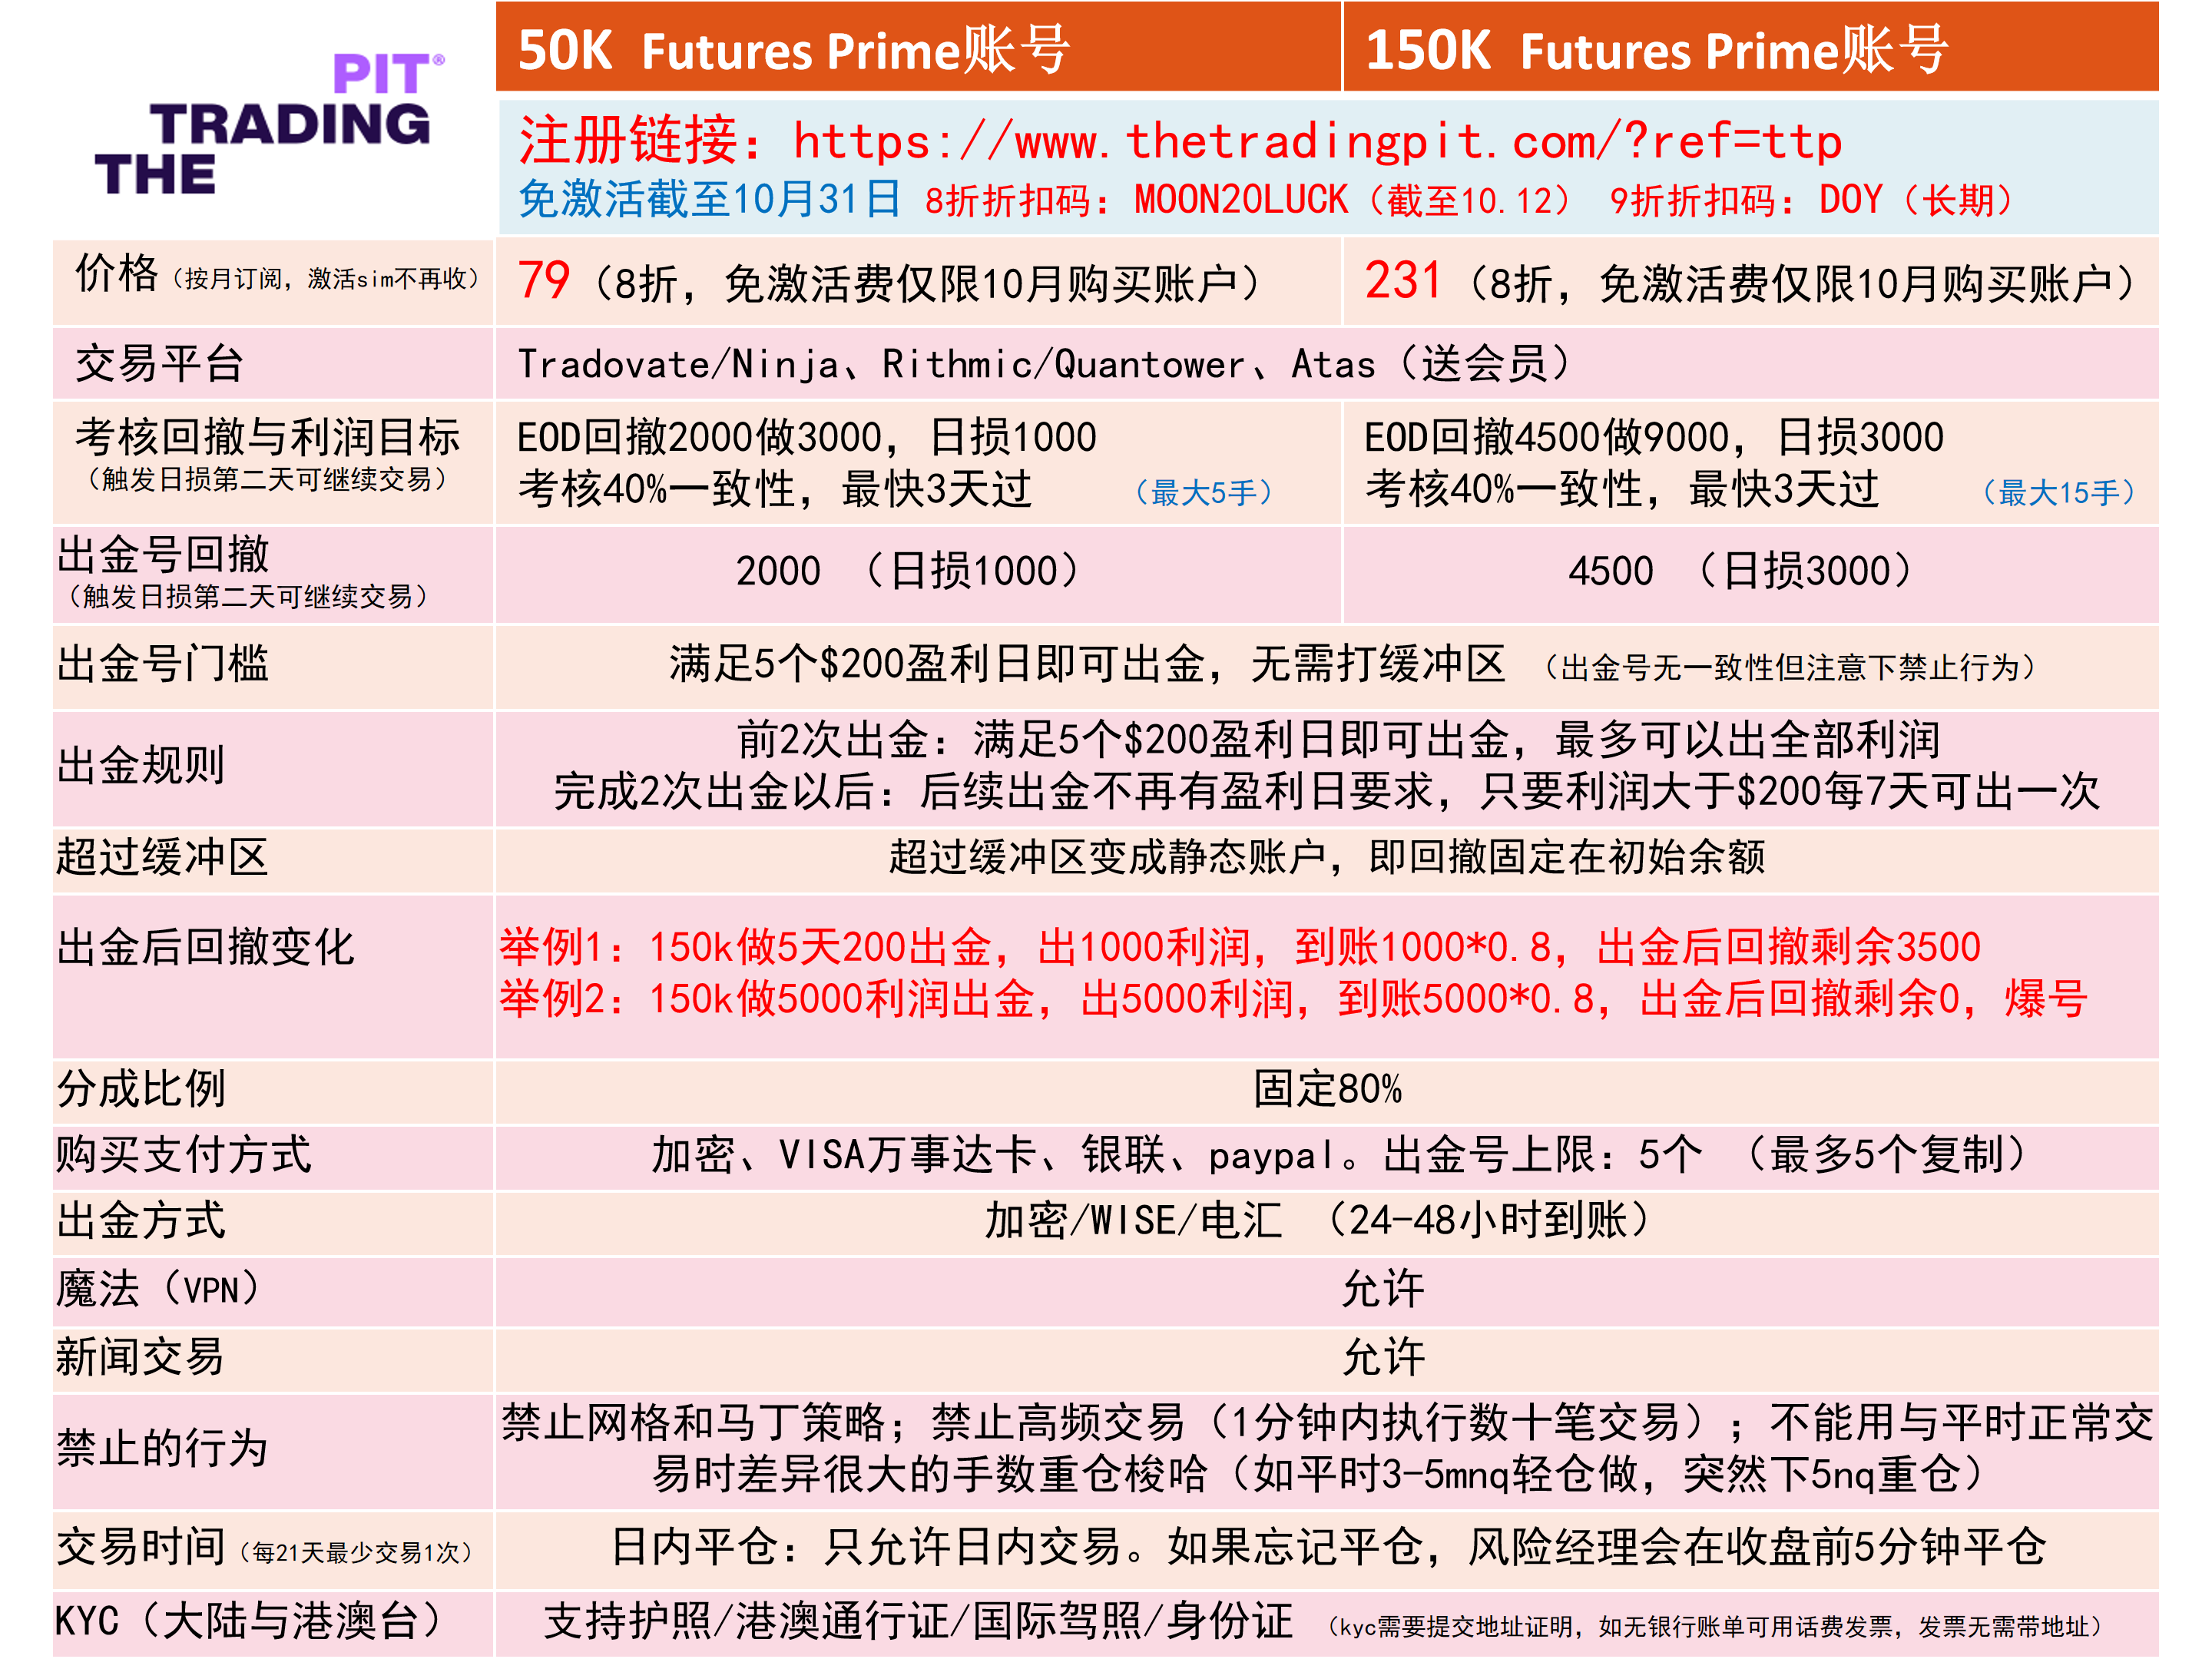 PIT®
TRADING
THE
50K Futures Prime账号
150K Futures Prime账号
注册链接：https://www.thetradingpit.com/?ref=ttp
免激活截至10月31日 8折折扣码：MOON20LUCK（截至10.12） 9折折扣码：DOY（长期）
价格（按月订阅，激活sim不再收）
79（8折，免激活费仅限10月购买账户）
231（8折，免激活费仅限10月购买账户）
交易平台
Tradovate/Ninja、Rithmic/Quantower、Atas（送会员）
考核回撤与利润目标
（触发日损第二天可继续交易）
EOD回撤2000做3000，日损1000
考核40%一致性，最快3天过 （最大5手）
EOD回撤4500做9000，日损3000
考核40%一致性，最快3天过 （最大15手）
出金号回撤
（触发日损第二天可继续交易）
2000 （日损1000）
4500 （日损3000）
出金号门槛
满足5个$200盈利日即可出金，无需打缓冲区 （出金号无一致性但注意下禁止行为）
出金规则
前2次出金：满足5个$200盈利日即可出金，最多可以出全部利润
完成2次出金以后：后续出金不再有盈利日要求，只要利润大于$200每7天可出一次
超过缓冲区
超过缓冲区变成静态账户，即回撤固定在初始余额
出金后回撤变化
举例1：150k做5天200出金，出1000利润，到账1000*0.8，出金后回撤剩余3500
举例2：150k做5000利润出金，出5000利润，到账5000*0.8，出金后回撤剩余0，爆号
分成比例
固定80%
购买支付方式
加密、VISA万事达卡、银联、paypal。出金号上限：5个 （最多5个复制）
出金方式
加密/WISE/电汇 （24-48小时到账）
魔法（VPN）
允许
新闻交易
允许
禁止的行为
禁止网格和马丁策略；禁止高频交易（1分钟内执行数十笔交易）；不能用与平时正常交
易时差异很大的手数重仓梭哈（如平时3-5mnq轻仓做，突然下5nq重仓）
交易时间（每21天最少交易1次）
日内平仓：只允许日内交易。如果忘记平仓，风险经理会在收盘前5分钟平仓
KYC（大陆与港澳台）
支持护照/港澳通行证/国际驾照/身份证 （kyc需要提交地址证明，如无银行账单可用话费发票，发票无需带地址）